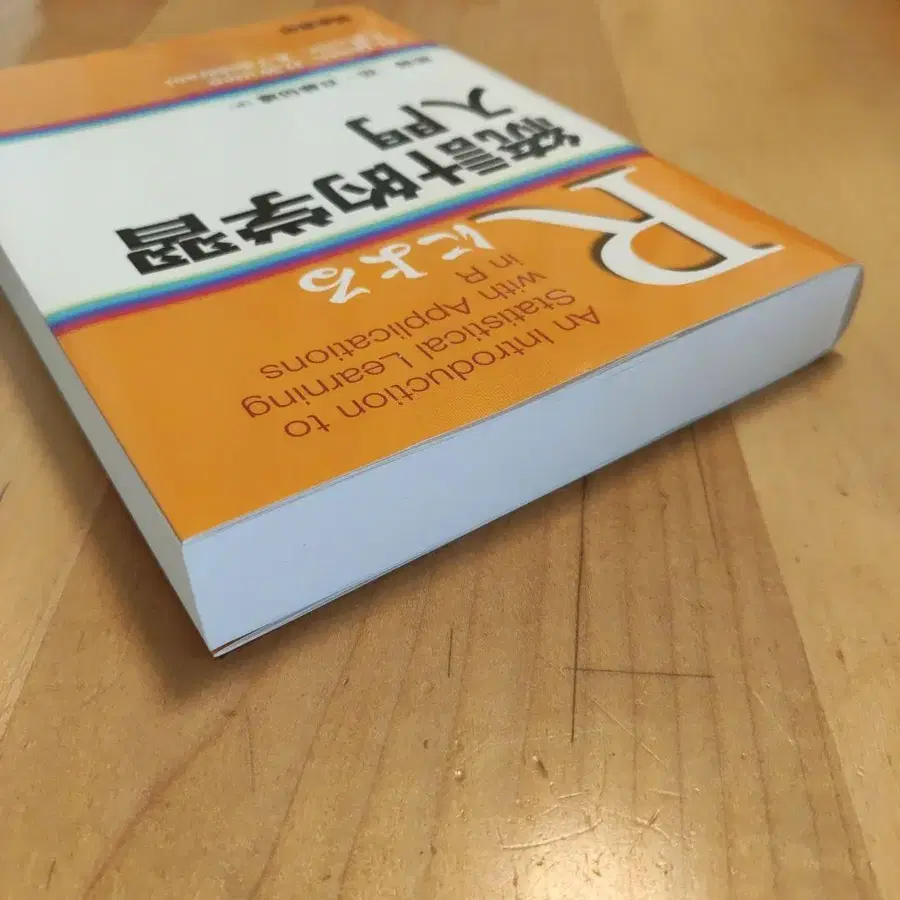 An Introduction to
Statistical Learning
with Applications
in R
Rによる
統計的学習
入門